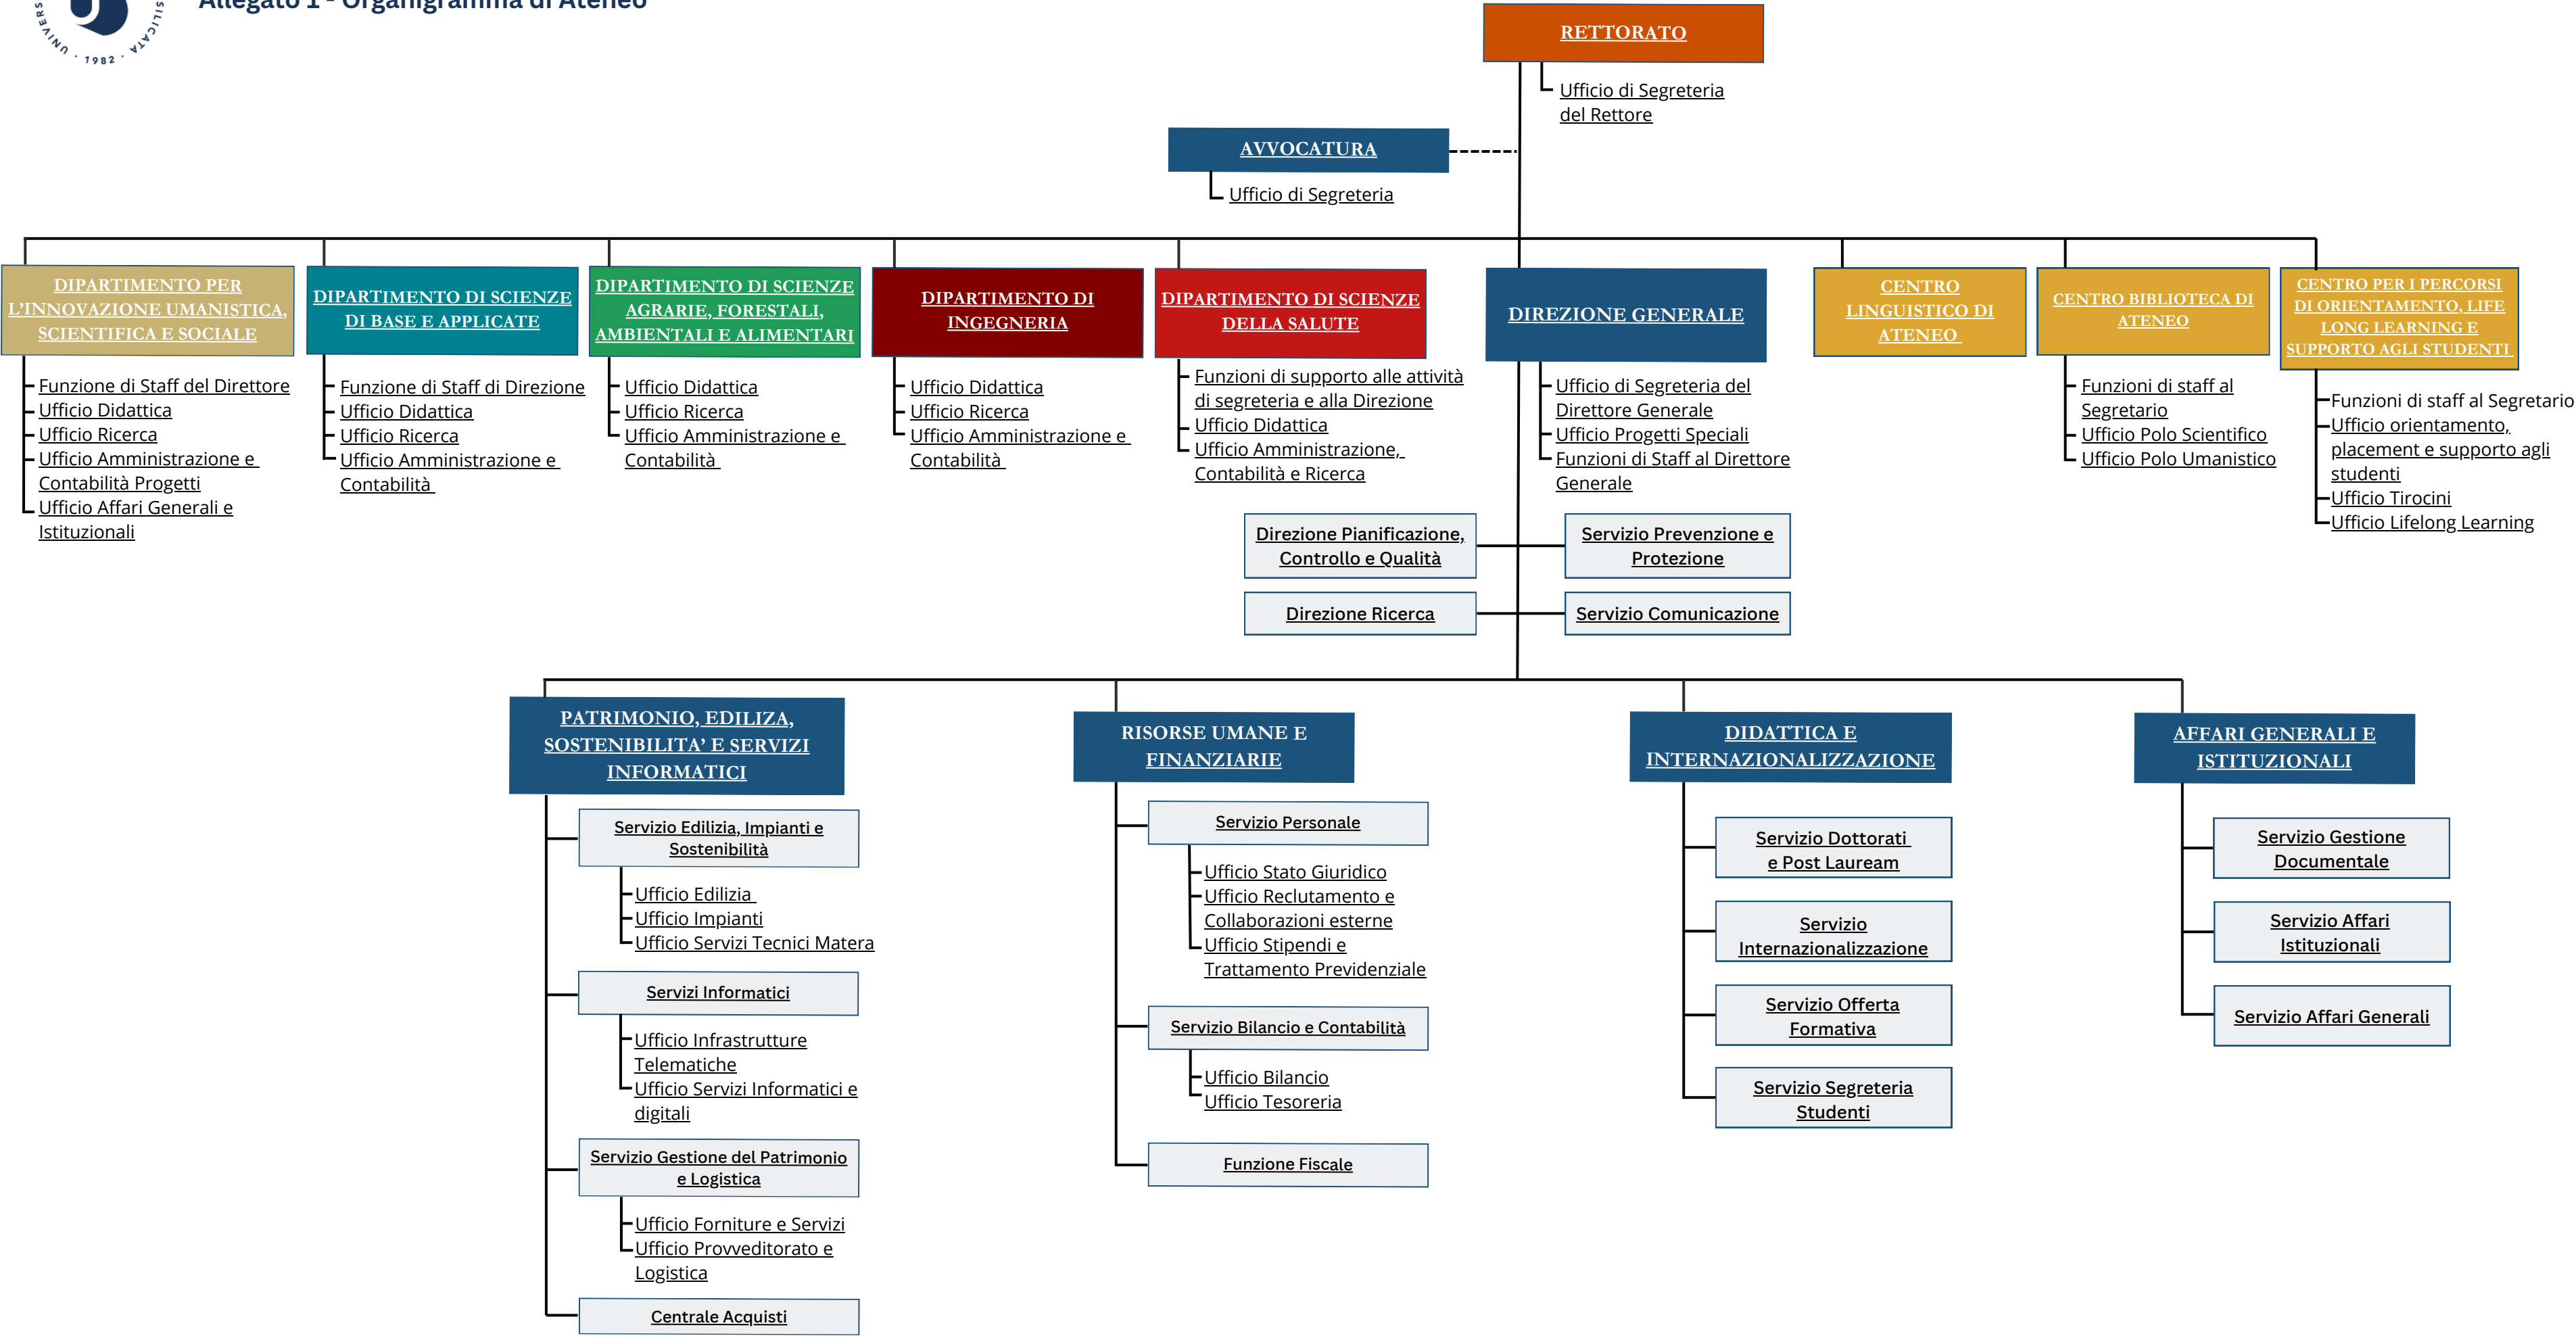 Allegato 1 - Organigramma di Ateneo
1982
RETTORATO
Ufficio di Segreteria
del Rettore
AVVOCATURA
Ufficio di Segreteria
DIPARTIMENTO PER
L'INNOVAZIONE UMANISTICA,
SCIENTIFICA E SOCIALE
Funzione di Staff del Direttore
Ufficio Didattica
Ufficio Ricerca
Ufficio Amministrazione e
Contabilità Progetti
Ufficio Affari Generali e
Istituzionali
DIPARTIMENTO DI SCIENZE
DI BASE E APPLICATE
Funzione di Staff di Direzione
Ufficio Didattica
Ufficio Ricerca
Ufficio Amministrazione e
Contabilità
DIPARTIMENTO DI SCIENZE
AGRARIE, FORESTALI,
AMBIENTALI E ALIMENTARI
Ufficio Didattica
Ufficio Ricerca
Ufficio Amministrazione e
Contabilità
DIPARTIMENTO DI
INGEGNERIA
Ufficio Didattica
Ufficio Ricerca
Ufficio Amministrazione e
Contabilità
DIPARTIMENTO DI SCIENZE
DELLA SALUTE
Funzioni di supporto alle attività
di segreteria e alla Direzione
Ufficio Didattica
Ufficio Amministrazione,
Contabilità e Ricerca
DIREZIONE GENERALE
Ufficio di Segreteria del
Direttore Generale
Ufficio Progetti Speciali
Funzioni di Staff al Direttore
Generale
CENTRO
LINGUISTICO DI
ATENEO
CENTRO BIBLIOTECA DI
ATENEO
Funzioni di staff al
Segretario
Ufficio Polo Scientifico
Ufficio Polo Umanistico
CENTRO PER I PERCORSI
DI ORIENTAMENTO, LIFE
LONG LEARNING E
SUPPORTO AGLI STUDENTI
Funzioni di staff al Segretario
Ufficio orientamento,
placement e supporto agli
studenti
Ufficio Tirocini
Ufficio Lifelong Learning
Direzione Pianificazione,
Controllo e Qualità
Servizio Prevenzione e
Protezione
Direzione Ricerca
Servizio Comunicazione
PATRIMONIO, EDILIZA,
SOSTENIBILITA' E SERVIZI
INFORMATICI
Servizio Edilizia, Impianti e
Sostenibilità
Ufficio Edilizia
Ufficio Impianti
Ufficio Servizi Tecnici Matera
Servizi Informatici
Ufficio Infrastrutture
Telematiche
Ufficio Servizi Informatici e
digitali
Servizio Gestione del Patrimonio
e Logistica
Ufficio Forniture e Servizi
Ufficio Provveditorato e
Logistica
Centrale Acquisti
RISORSE UMANE E
FINANZIARIE
Servizio Personale
Ufficio Stato Giuridico
Ufficio Reclutamento e
Collaborazioni esterne
Ufficio Stipendi e
Trattamento Previdenziale
Servizio Bilancio e Contabilità
Ufficio Bilancio
Ufficio Tesoreria
Funzione Fiscale
DIDATTICA E
INTERNAZIONALIZZAZIONE
Servizio Dottorati
e Post Lauream
Servizio
Internazionalizzazione
Servizio Offerta
Formativa
Servizio Segreteria
Studenti
AFFARI GENERALI E
ISTITUZIONALI
Servizio Gestione
Documentale
Servizio Affari
Istituzionali
Servizio Affari Generali